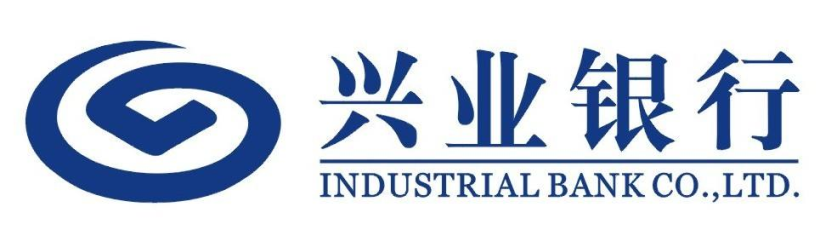 兴业银行
INDUSTRIAL BANK CO.,LTD.